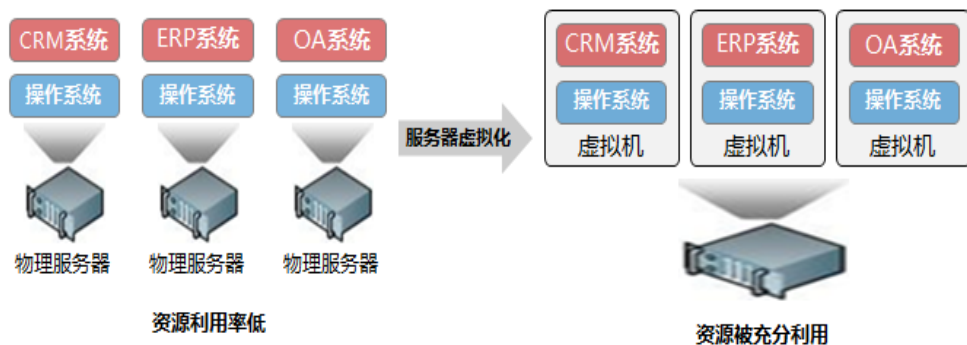 CRM系统 ERP系统 OA系统
操作系统 操作系统 操作系统
物理服务器 物理服务器 物理服务器
资源利用率低
服务器虚拟化
CRM系统 ERP系统 OA系统
操作系统 操作系统 操作系统
虚拟机 虚拟机 虚拟机
资源被充分利用